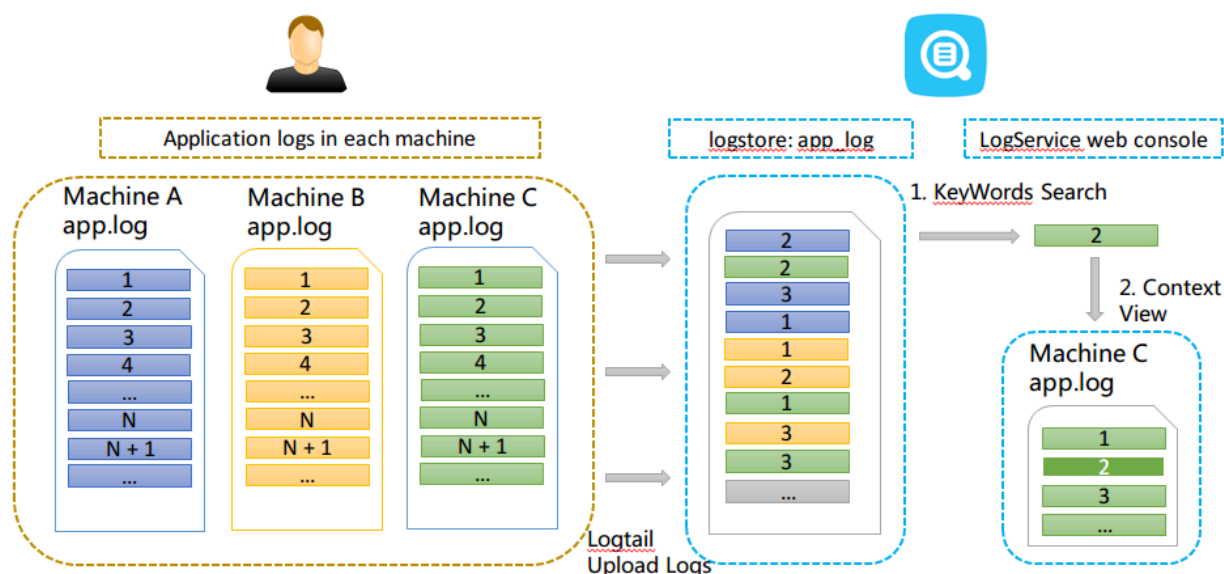 Application logs in each machine
logstore: app_log
LogService web console
Machine A
app.log
1
2
3
4
...
N
N + 1
...
Machine B
app.log
1
2
3
4
...
N
N + 1
...
Machine C
app.log
1
2
3
4
...
N
N + 1
...
Logtail
Upload Logs
2
2
3
1
1
2
1
3
3
...
1. KeyWords Search
2
2. Context
View
Machine C
app.log
1
2
3
...